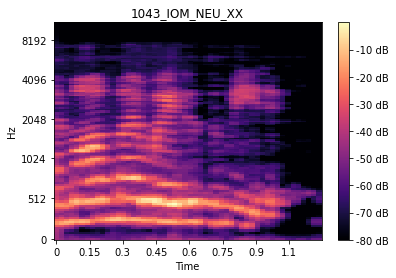 1043_IOM_NEU_XX
8192
4096
2048
1024
512
0
Hz
0 0.15 0.3 0.45 0.6 0.75 0.9 1.1
Time
-10 dB
-20 dB
-30 dB
-40 dB
-50 dB
-60 dB
-70 dB
-80 dB